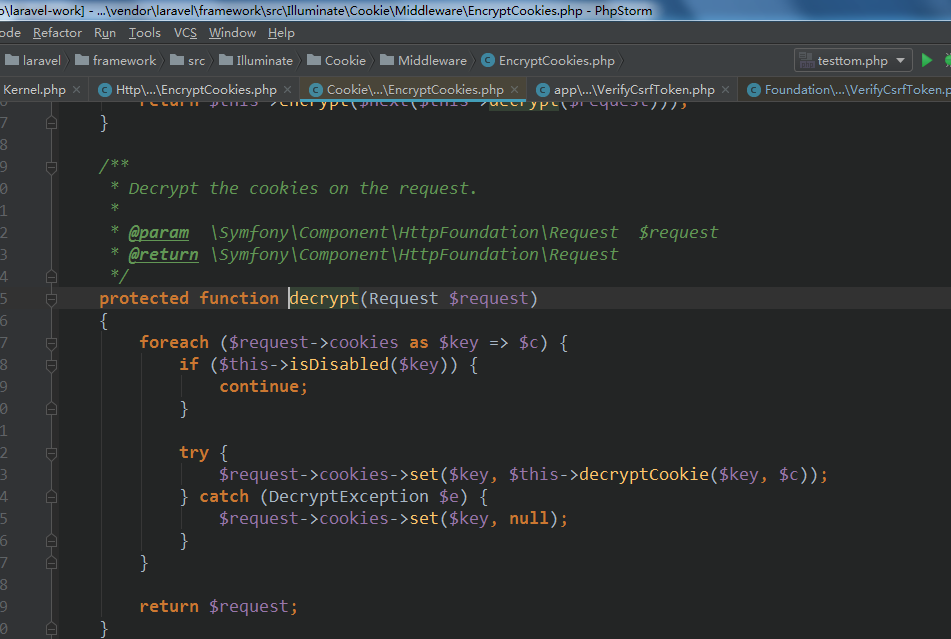 o\laravel-work] - ...\vendor\laravel\framework\src\Illuminate\Cookie\Middleware\EncryptCookies.php - PhpStorm
ode Refactor Run Tools VCS Window Help
laravel framework src Illuminate Cookie Middleware EncryptCookies.php testtom.php
Kernel.php × Http\...\EncryptCookies.php × Cookie\...\EncryptCookies.php × app\...\VerifyCsrfToken.php × Foundation\...\VerifyCsrfToken.p
return $this->encrypt($next($this->decrypt($request)));
7 }
8
9 /**
0 * Decrypt the cookies on the request.
1 *
2 * @param \Symfony\Component\HttpFoundation\Request $request
3 * @return \Symfony\Component\HttpFoundation\Request
4 */
5 protected function decrypt(Request $request)
6 {
7 foreach ($request->cookies as $key => $c) {
8 if ($this->isDisabled($key)) {
9 continue;
0 }
1
2 try {
3 $request->cookies->set($key, $this->decryptCookie($key, $c));
4 } catch (DecryptException $e) {
5 $request->cookies->set($key, null);
6 }
7 }
8
9 return $request;
0 }